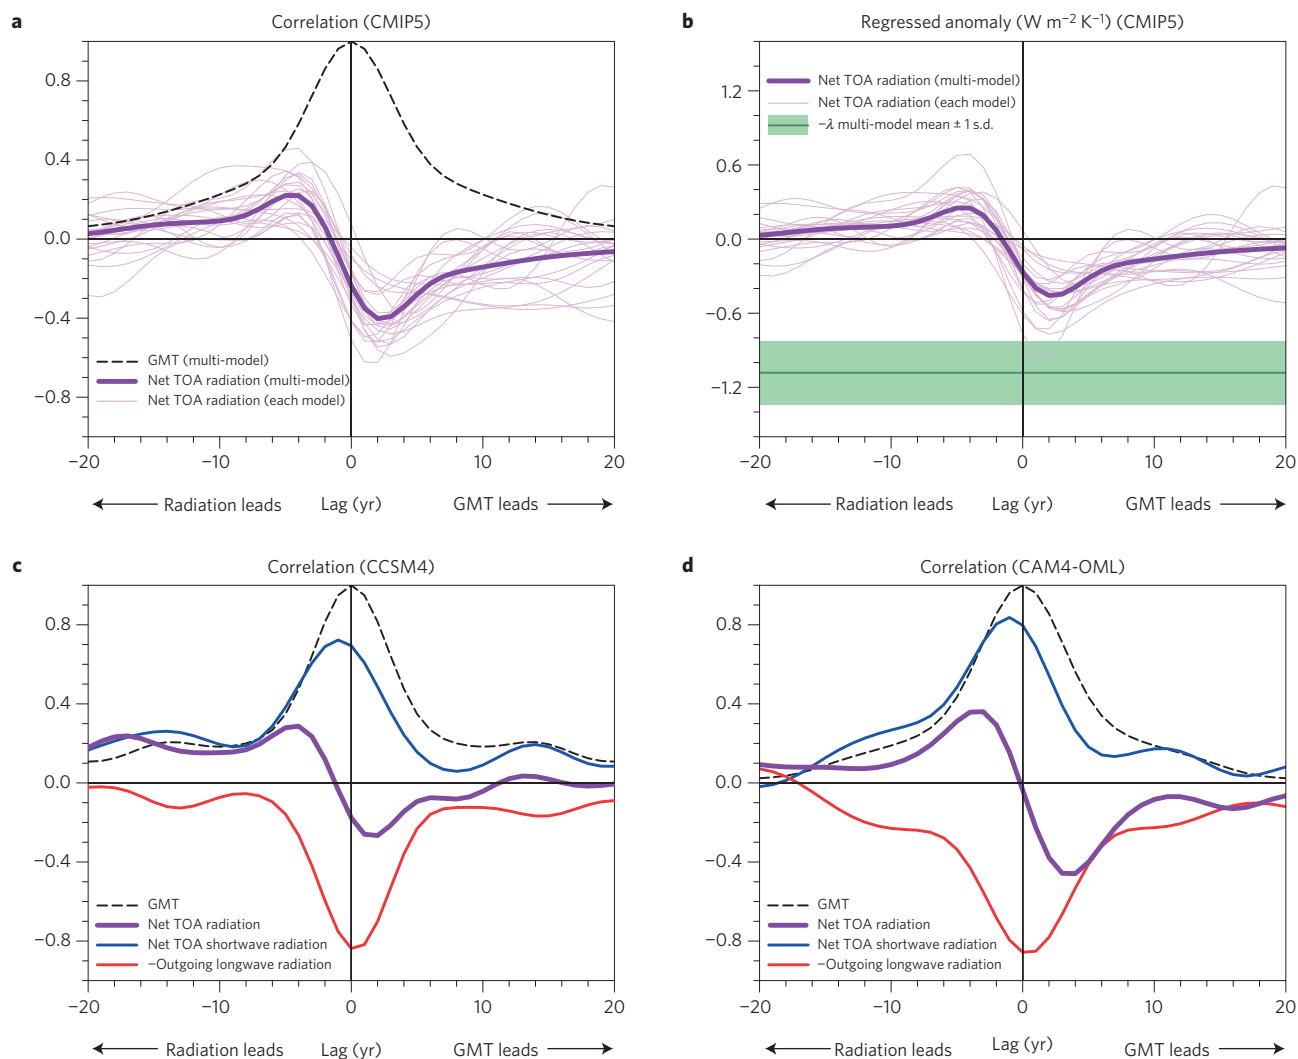 a
Correlation (CMIP5)
0.8
0.4
0.0
−0.4
−0.8
GMT (multi-model)
Net TOA radiation (multi-model)
Net TOA radiation (each model)
−20
−10
0
10
20
Radiation leads
Lag (yr)
GMT leads
b
Regressed anomaly (W m⁻² K⁻¹) (CMIP5)
Net TOA radiation (multi-model)
Net TOA radiation (each model)
−λ multi-model mean ± 1 s.d.
1.2
0.6
0.0
−0.6
−1.2
−20
−10
0
10
20
Radiation leads
Lag (yr)
GMT leads
c
Correlation (CCSM4)
0.8
0.4
0.0
−0.4
−0.8
GMT
Net TOA radiation
Net TOA shortwave radiation
−Outgoing longwave radiation
−20
−10
0
10
20
Radiation leads
Lag (yr)
GMT leads
d
Correlation (CAM4-OML)
0.8
0.4
0.0
−0.4
−0.8
GMT
Net TOA radiation
Net TOA shortwave radiation
−Outgoing longwave radiation
−20
−10
0
10
20
Radiation leads
Lag (yr)
GMT leads